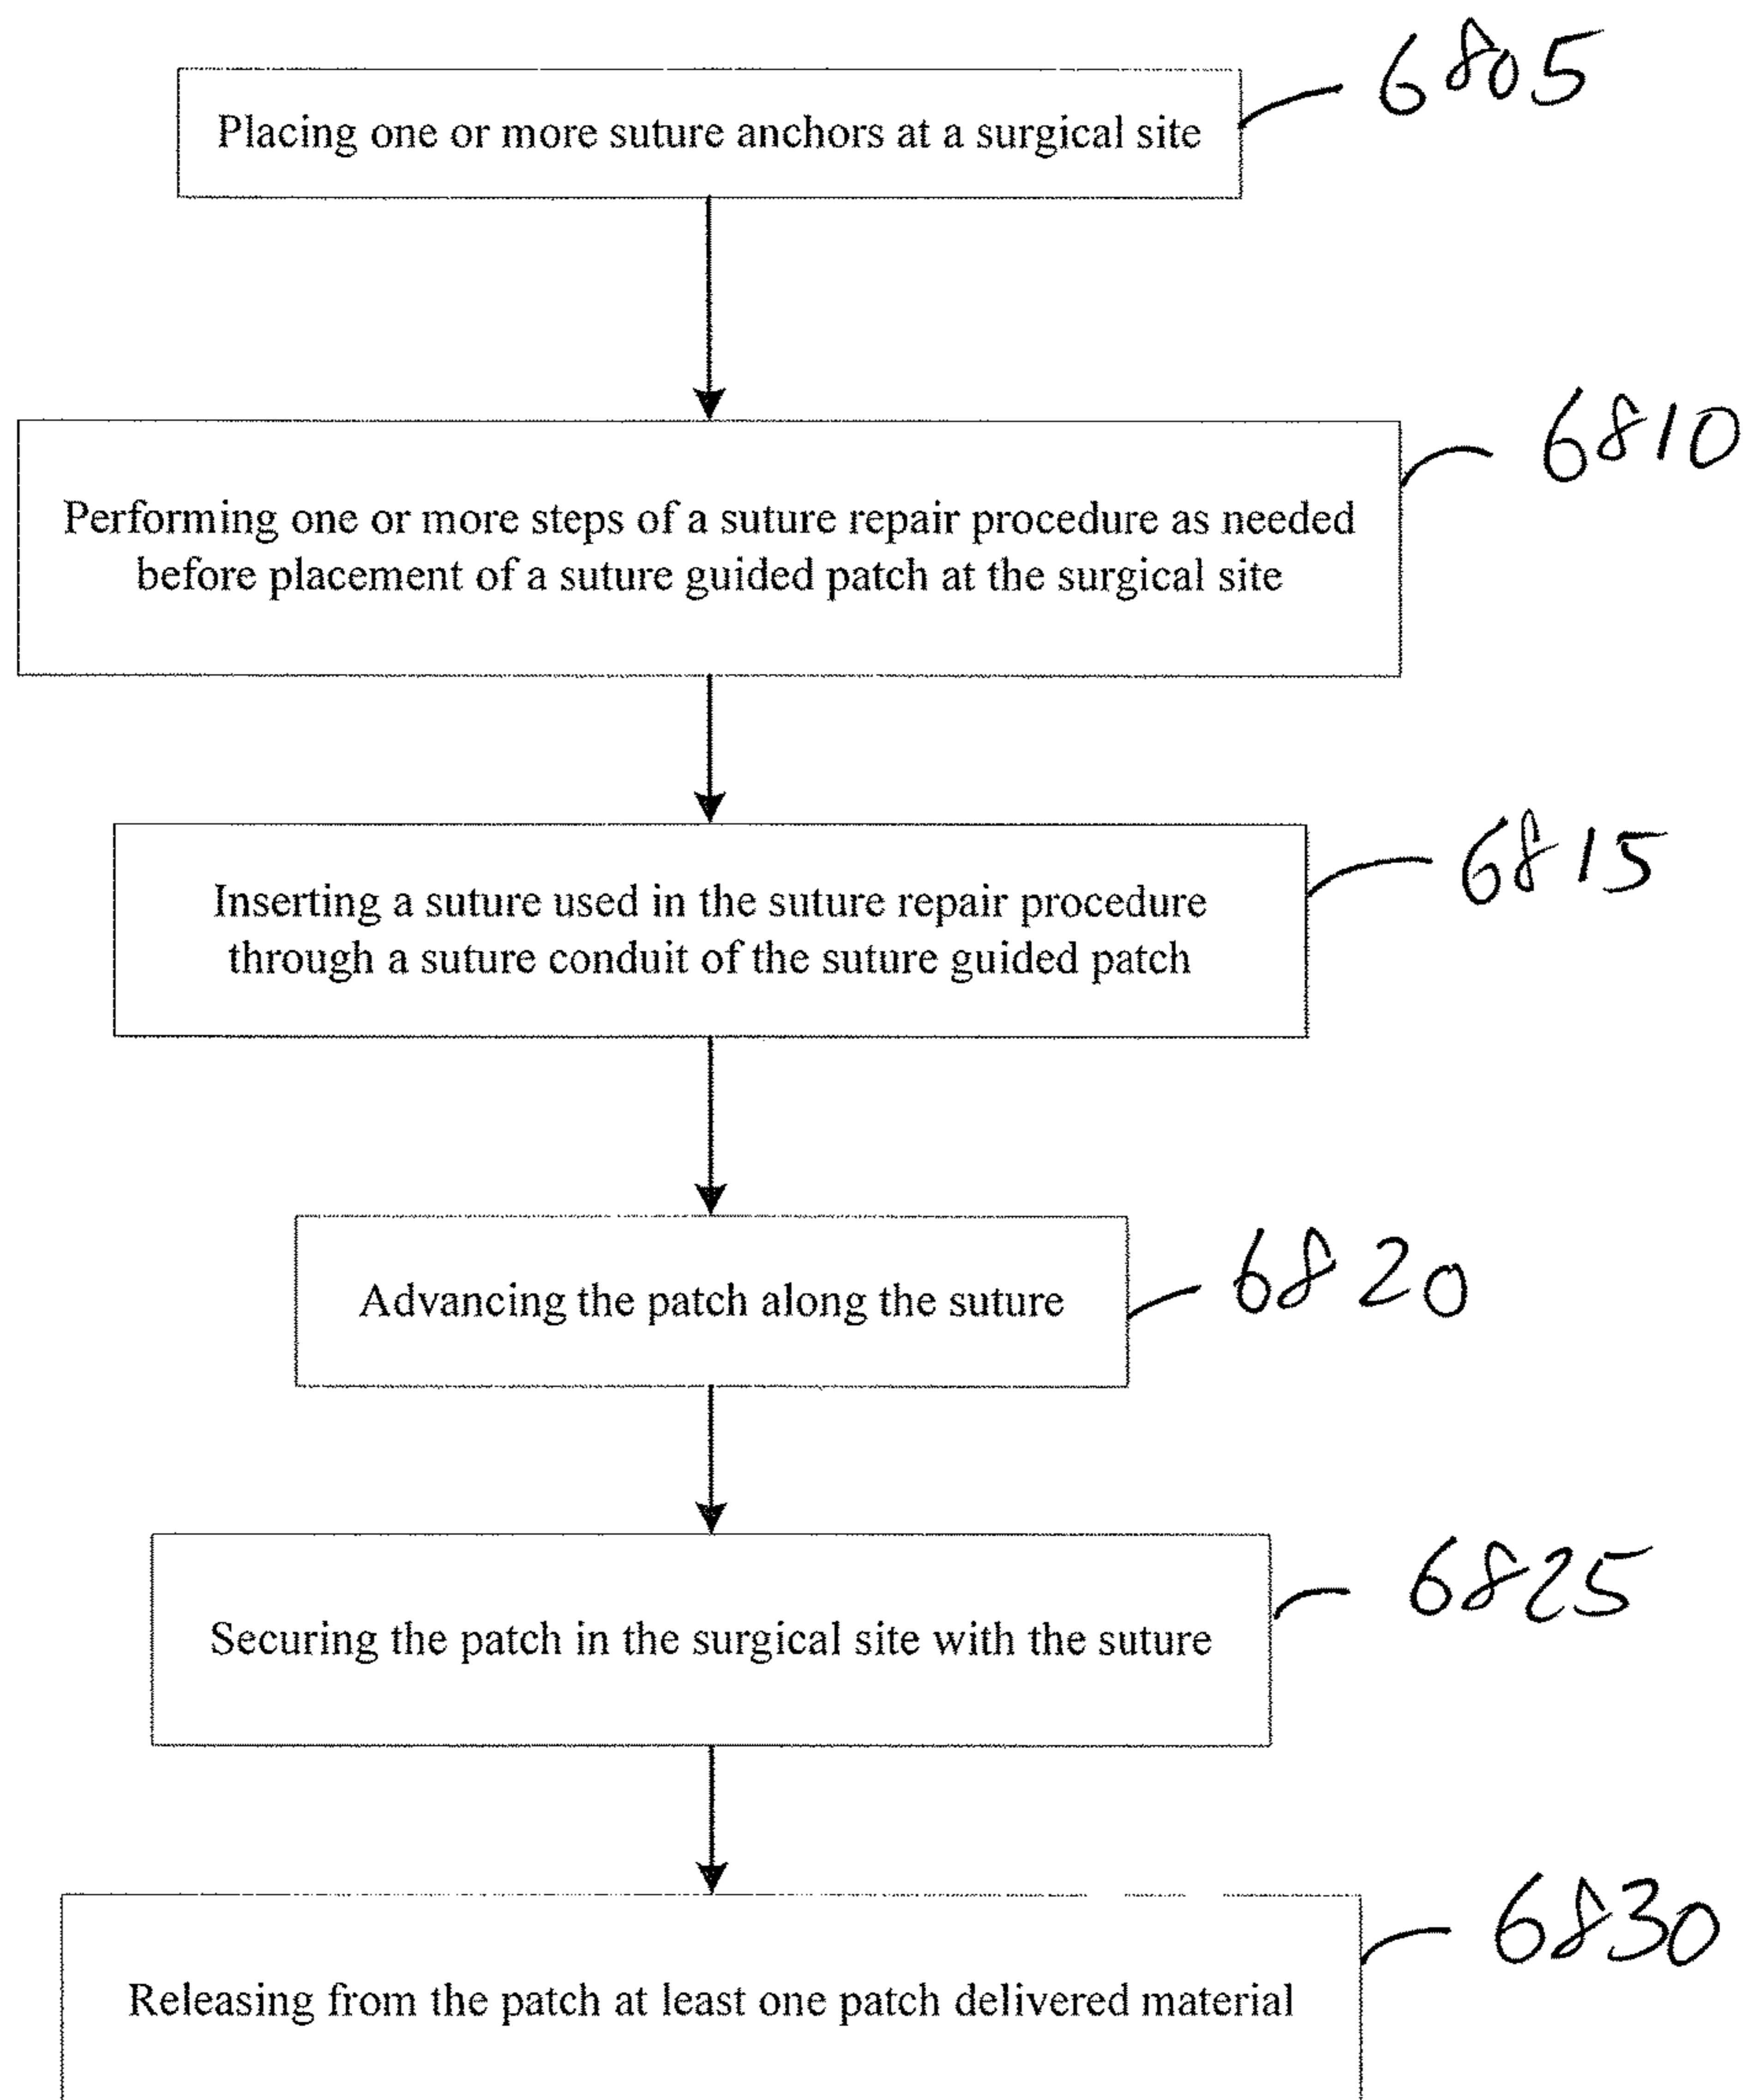 Placing one or more suture anchors at a surgical site
6805
Performing one or more steps of a suture repair procedure as needed
before placement of a suture guided patch at the surgical site
6810
Inserting a suture used in the suture repair procedure
through a suture conduit of the suture guided patch
6815
Advancing the patch along the suture
6820
Securing the patch in the surgical site with the suture
6825
Releasing from the patch at least one patch delivered material
6830